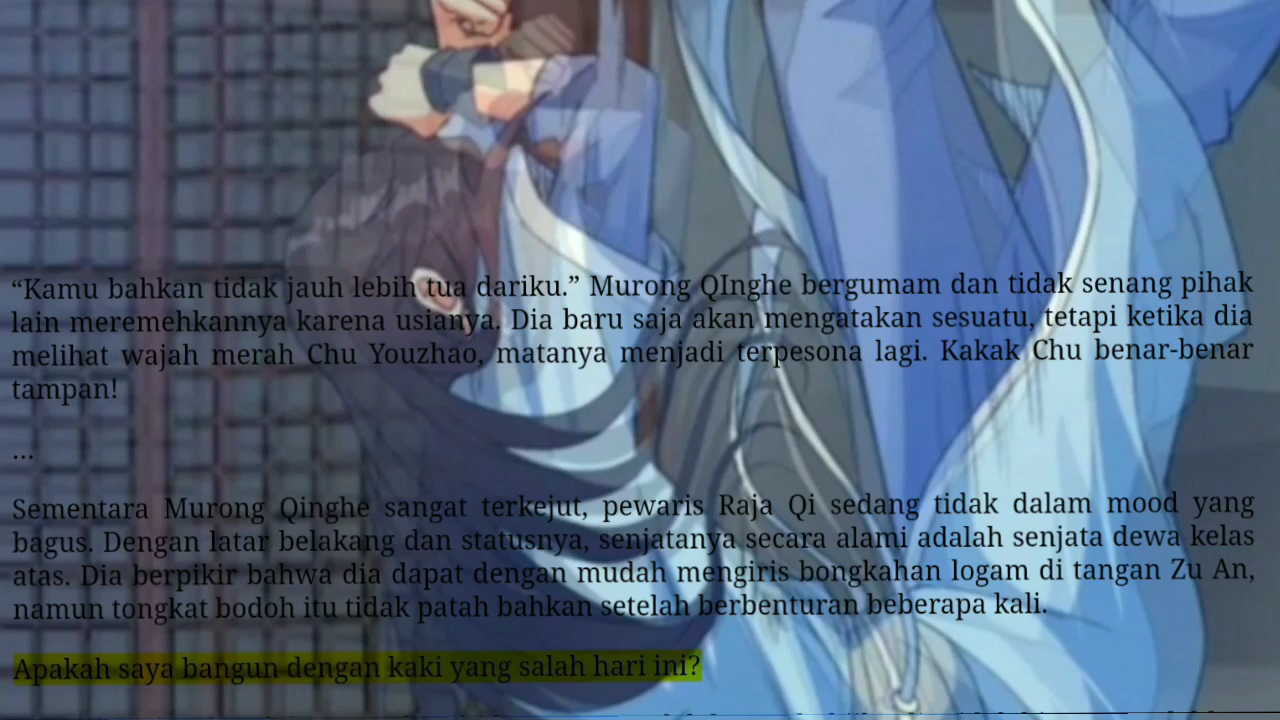 “Kamu bahkan tidak jauh lebih tua dariku.” Murong QInghe bergumam dan tidak senang pihak
lain meremehkannya karena usianya. Dia baru saja akan mengatakan sesuatu, tetapi ketika dia
melihat wajah merah Chu Youzhao, matanya menjadi terpesona lagi. Kakak Chu benar-benar
tampan!
...
Sementara Murong Qinghe sangat terkejut, pewaris Raja Qi sedang tidak dalam mood yang
bagus. Dengan latar belakang dan statusnya, senjatanya secara alami adalah senjata dewa kelas
atas. Dia berpikir bahwa dia dapat dengan mudah mengiris bongkahan logam di tangan Zu An,
namun tongkat bodoh itu tidak patah bahkan setelah berbenturan beberapa kali.
Apakah saya bangun dengan kaki yang salah hari ini?